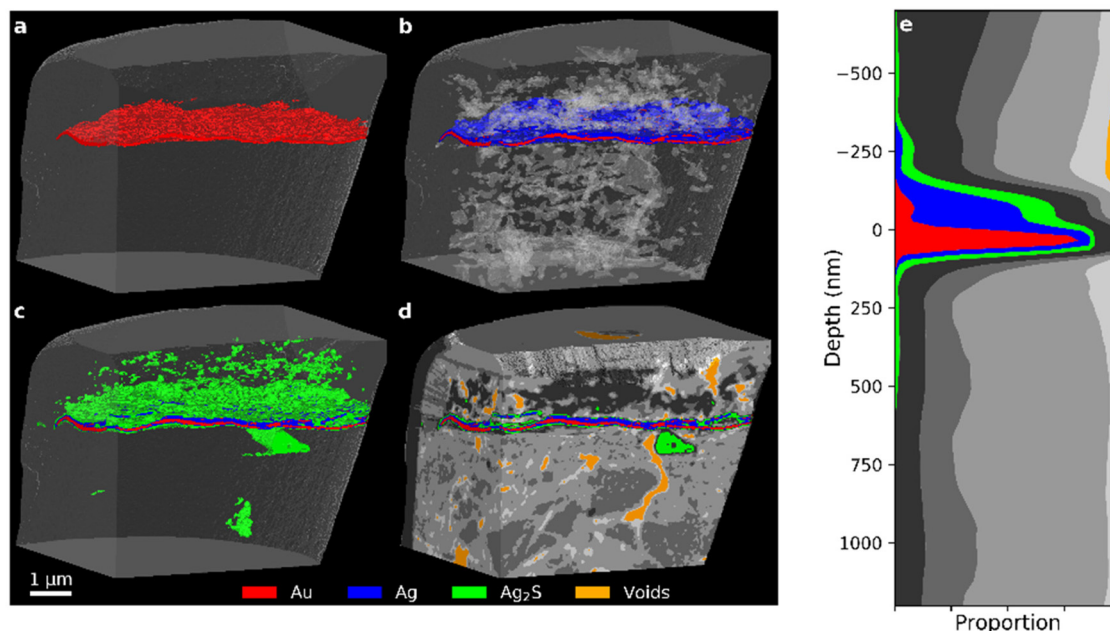 a
b
c
d
1 μm
Au
Ag
Ag₂S
Voids
e
−500
−250
0
250
500
750
1000
Depth (nm)
Proportion